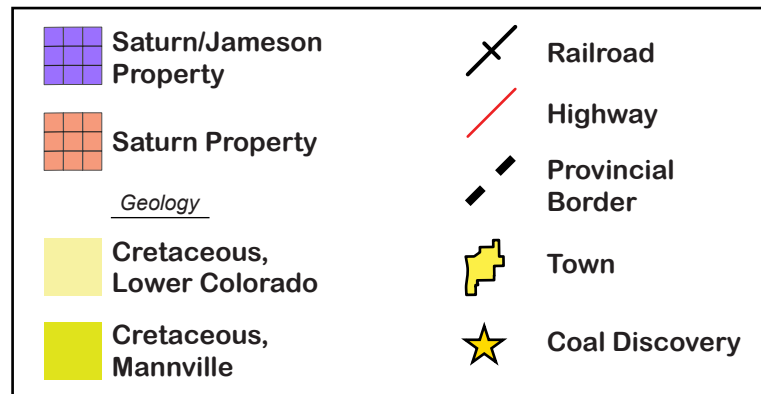 Saturn/Jameson
Property
Saturn Property
Geology
Cretaceous,
Lower Colorado
Cretaceous,
Mannville
Railroad
Highway
Provincial
Border
Town
Coal Discovery